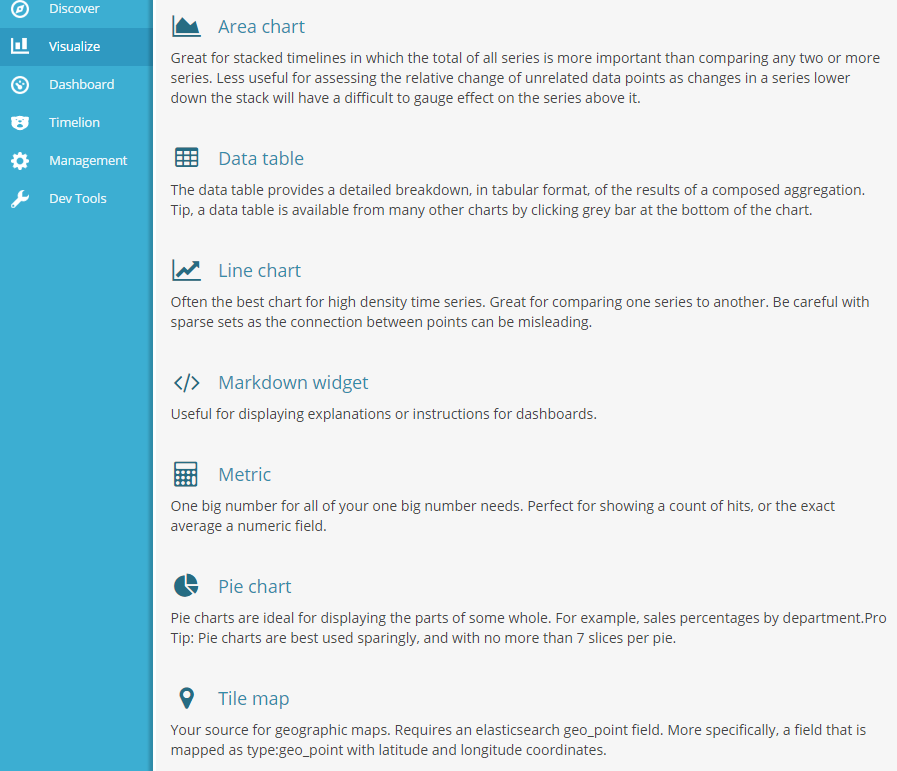 Discover
Visualize
Dashboard
Timelion
Management
Dev Tools
Area chart
Great for stacked timelines in which the total of all series is more important than comparing any two or more
series. Less useful for assessing the relative change of unrelated data points as changes in a series lower
down the stack will have a difficult to gauge effect on the series above it.
Data table
The data table provides a detailed breakdown, in tabular format, of the results of a composed aggregation.
Tip, a data table is available from many other charts by clicking grey bar at the bottom of the chart.
Line chart
Often the best chart for high density time series. Great for comparing one series to another. Be careful with
sparse sets as the connection between points can be misleading.
Markdown widget
Useful for displaying explanations or instructions for dashboards.
Metric
One big number for all of your one big number needs. Perfect for showing a count of hits, or the exact
average a numeric field.
Pie chart
Pie charts are ideal for displaying the parts of some whole. For example, sales percentages by department.Pro
Tip: Pie charts are best used sparingly, and with no more than 7 slices per pie.
Tile map
Your source for geographic maps. Requires an elasticsearch geo_point field. More specifically, a field that is
mapped as type:geo_point with latitude and longitude coordinates.